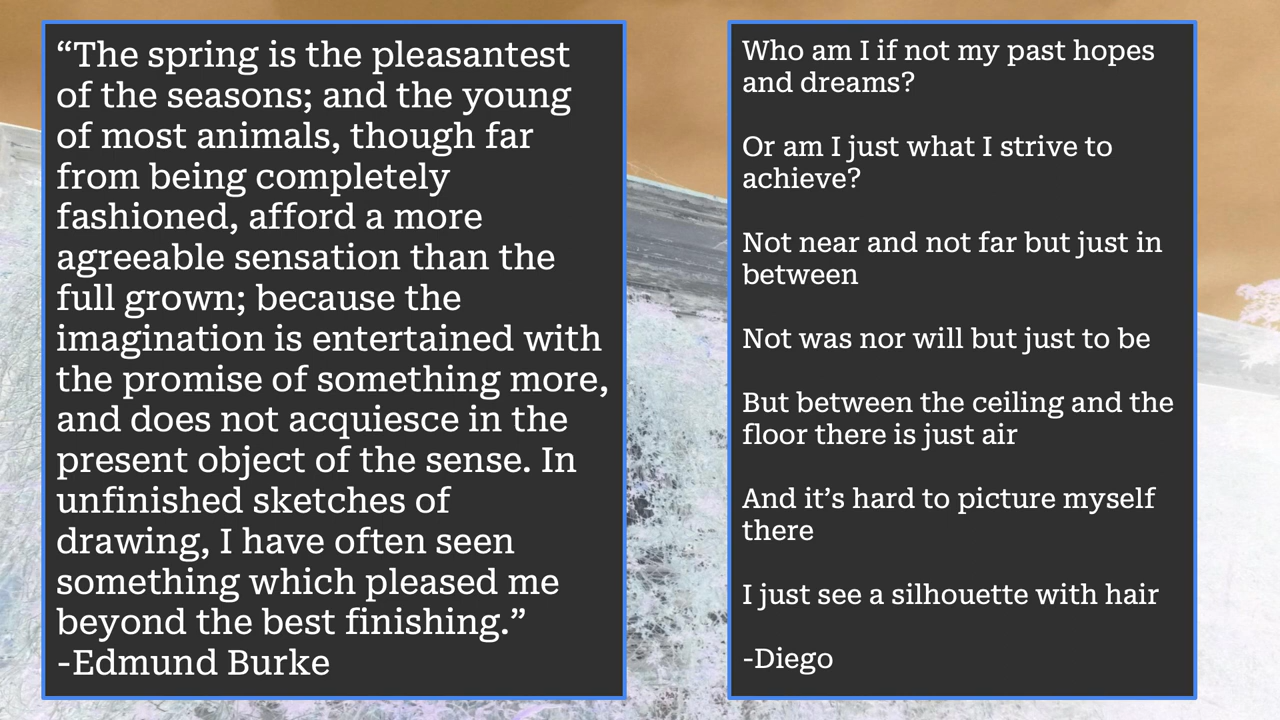 “The spring is the pleasantest
of the seasons; and the young
of most animals, though far
from being completely
fashioned, afford a more
agreeable sensation than the
full grown; because the
imagination is entertained with
the promise of something more,
and does not acquiesce in the
present object of the sense. In
unfinished sketches of
drawing, I have often seen
something which pleased me
beyond the best finishing.”
-Edmund Burke
Who am I if not my past hopes
and dreams?
Or am I just what I strive to
achieve?
Not near and not far but just in
between
Not was nor will but just to be
But between the ceiling and the
floor there is just air
And it’s hard to picture myself
there
I just see a silhouette with hair
-Diego